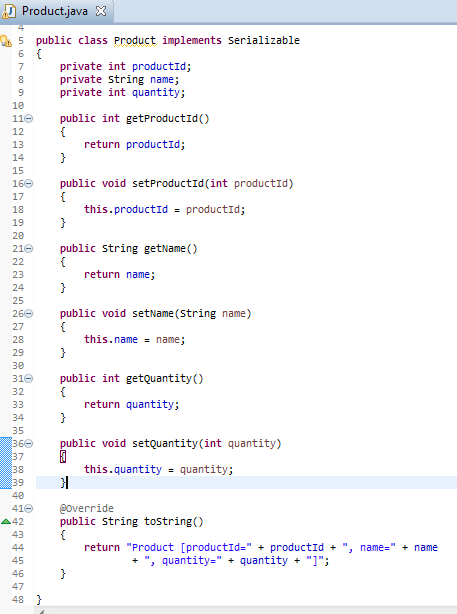 Product.java
4
5 public class Product implements Serializable
6 {
7     private int productId;
8     private String name;
9     private int quantity;
10
11     public int getProductId()
12     {
13         return productId;
14     }
15
16     public void setProductId(int productId)
17     {
18         this.productId = productId;
19     }
20
21     public String getName()
22     {
23         return name;
24     }
25
26     public void setName(String name)
27     {
28         this.name = name;
29     }
30
31     public int getQuantity()
32     {
33         return quantity;
34     }
35
36     public void setQuantity(int quantity)
37     {
38         this.quantity = quantity;
39     }
40
41     @Override
42     public String toString()
43     {
44         return "Product [productId=" + productId + ", name=" + name
45                 + ", quantity=" + quantity + "]";
46     }
47
48 }